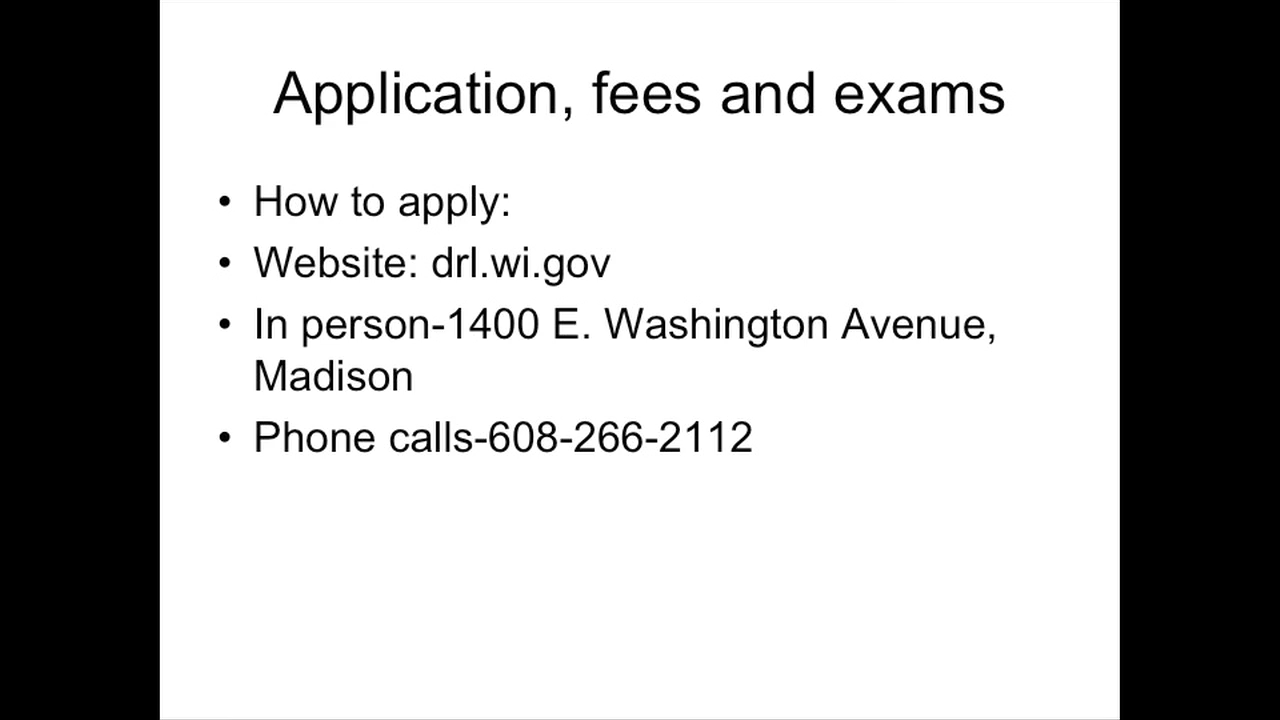 Application, fees and exams
• How to apply:
• Website: drl.wi.gov
• In person-1400 E. Washington Avenue,
Madison
• Phone calls-608-266-2112